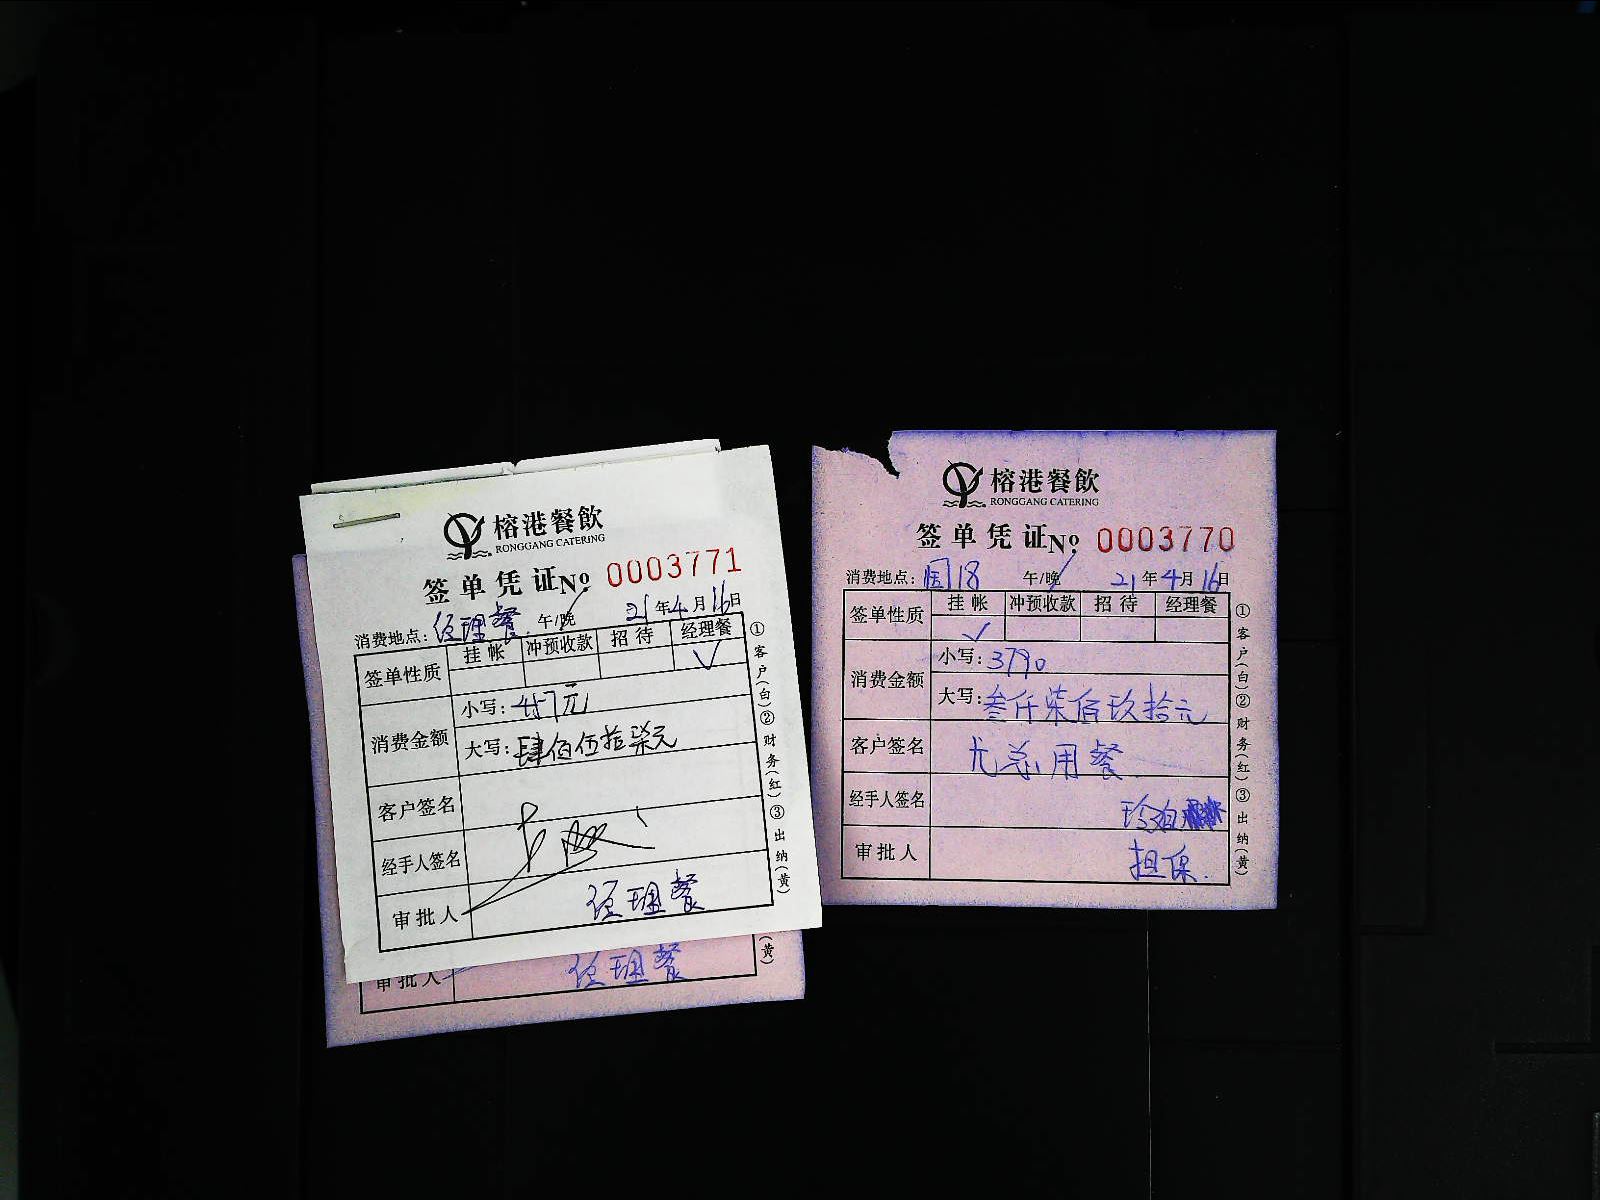 榕港餐飲
RONGGANG CATERING
签单凭证 No 0003771
消费地点: 经理餐 午/晚 21年4月16日
签单性质 挂帐 冲预收款 招待 经理餐
√
消费金额 小写: 457元
大写: 肆佰伍拾柒元
客户签名
经手人签名
审批人 经理餐
①客户(白)②财务(红)③出纳(黄)
审批人 经理餐
(黄)
榕港餐飲
RONGGANG CATERING
签单凭证 No 0003770
消费地点: 国18 午/晚 21年4月16日
签单性质 挂帐 冲预收款 招待 经理餐
√
消费金额 小写: 3790
大写: 叁仟柒佰玖拾元
客户签名 尤总用餐
经手人签名
审批人 担保.
①客户(白)②财务(红)③出纳(黄)